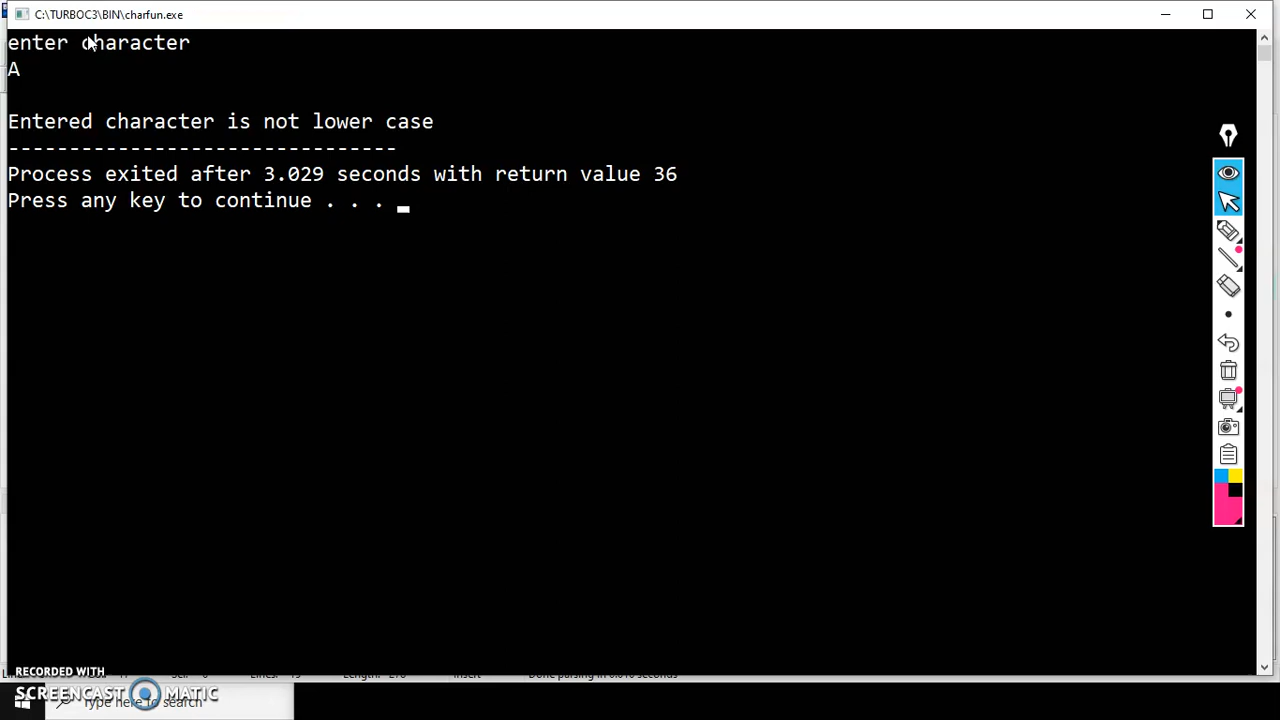 C:\TURBOC3\BIN\charfun.exe
enter character
A
Entered character is not lower case
--------------------------------
Process exited after 3.029 seconds with return value 36
Press any key to continue . . .
RECORDED WITH
SCREENCAST MATIC
Type here to search